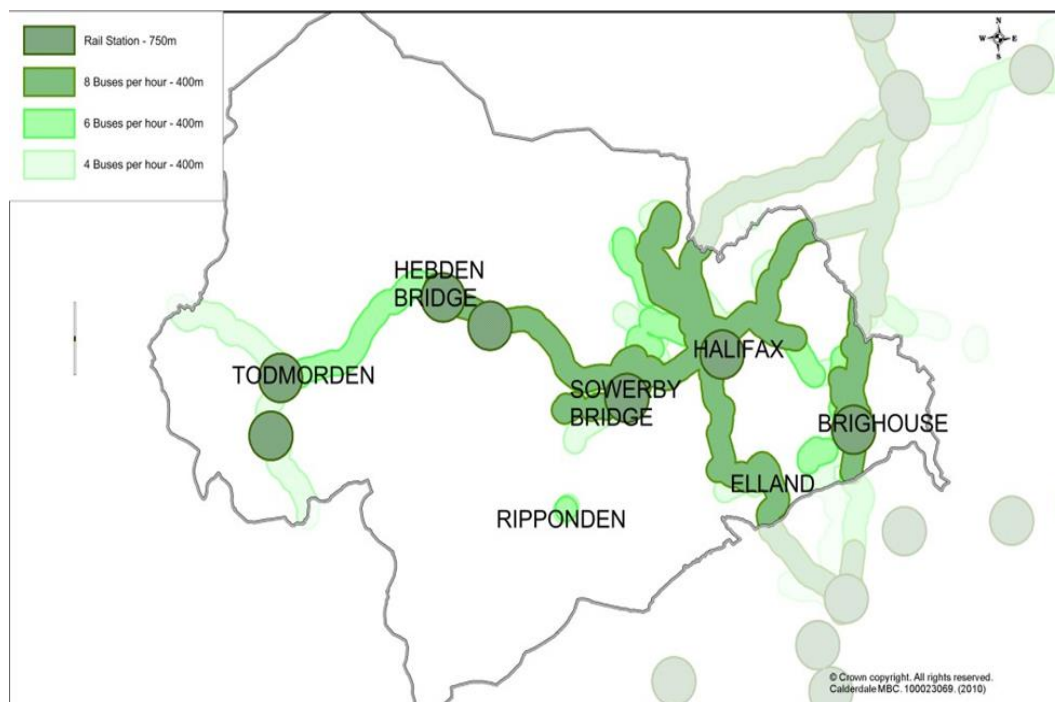 Rail Station - 750m
8 Buses per hour - 400m
6 Buses per hour - 400m
4 Buses per hour - 400m
N
W E
S
HEBDEN
BRIDGE
TODMORDEN
HALIFAX
SOWERBY
BRIDGE
BRIGHOUSE
ELLAND
RIPPONDEN
© Crown copyright. All rights reserved.
Calderdale MBC. 100023069. (2010)